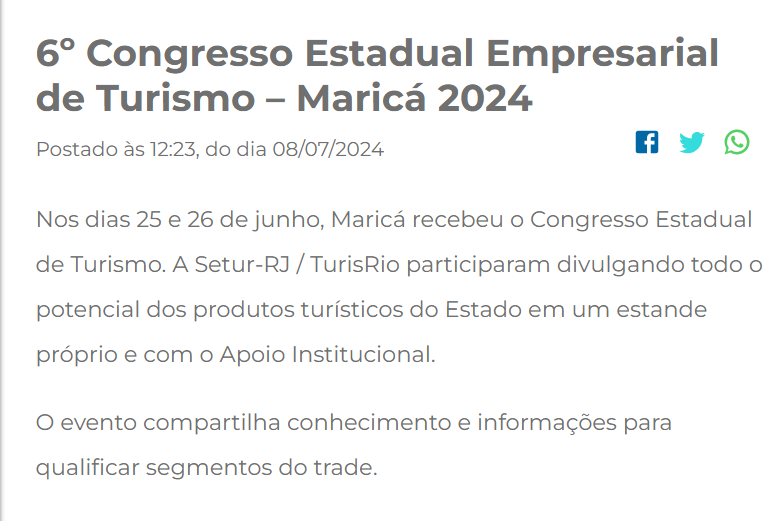 6º Congresso Estadual Empresarial
de Turismo – Maricá 2024
Postado às 12:23, do dia 08/07/2024
Nos dias 25 e 26 de junho, Maricá recebeu o Congresso Estadual
de Turismo. A Setur-RJ / TurisRio participaram divulgando todo o
potencial dos produtos turísticos do Estado em um estande
próprio e com o Apoio Institucional.
O evento compartilha conhecimento e informações para
qualificar segmentos do trade.